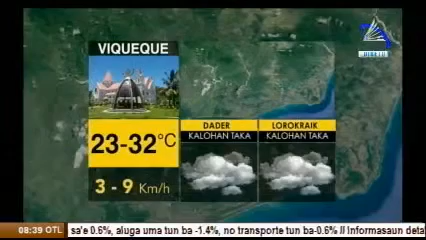 VIQUEQUE
DIRETU
23-32°C
3 - 9 Km/h
DADER
KALOHAN TAKA
LOROKRAIK
KALOHAN TAKA
08:39 OTL
sa'e 0.6%, aluga uma tun ba -1.4%, no transporte tun ba-0.6% // Informasaun deta